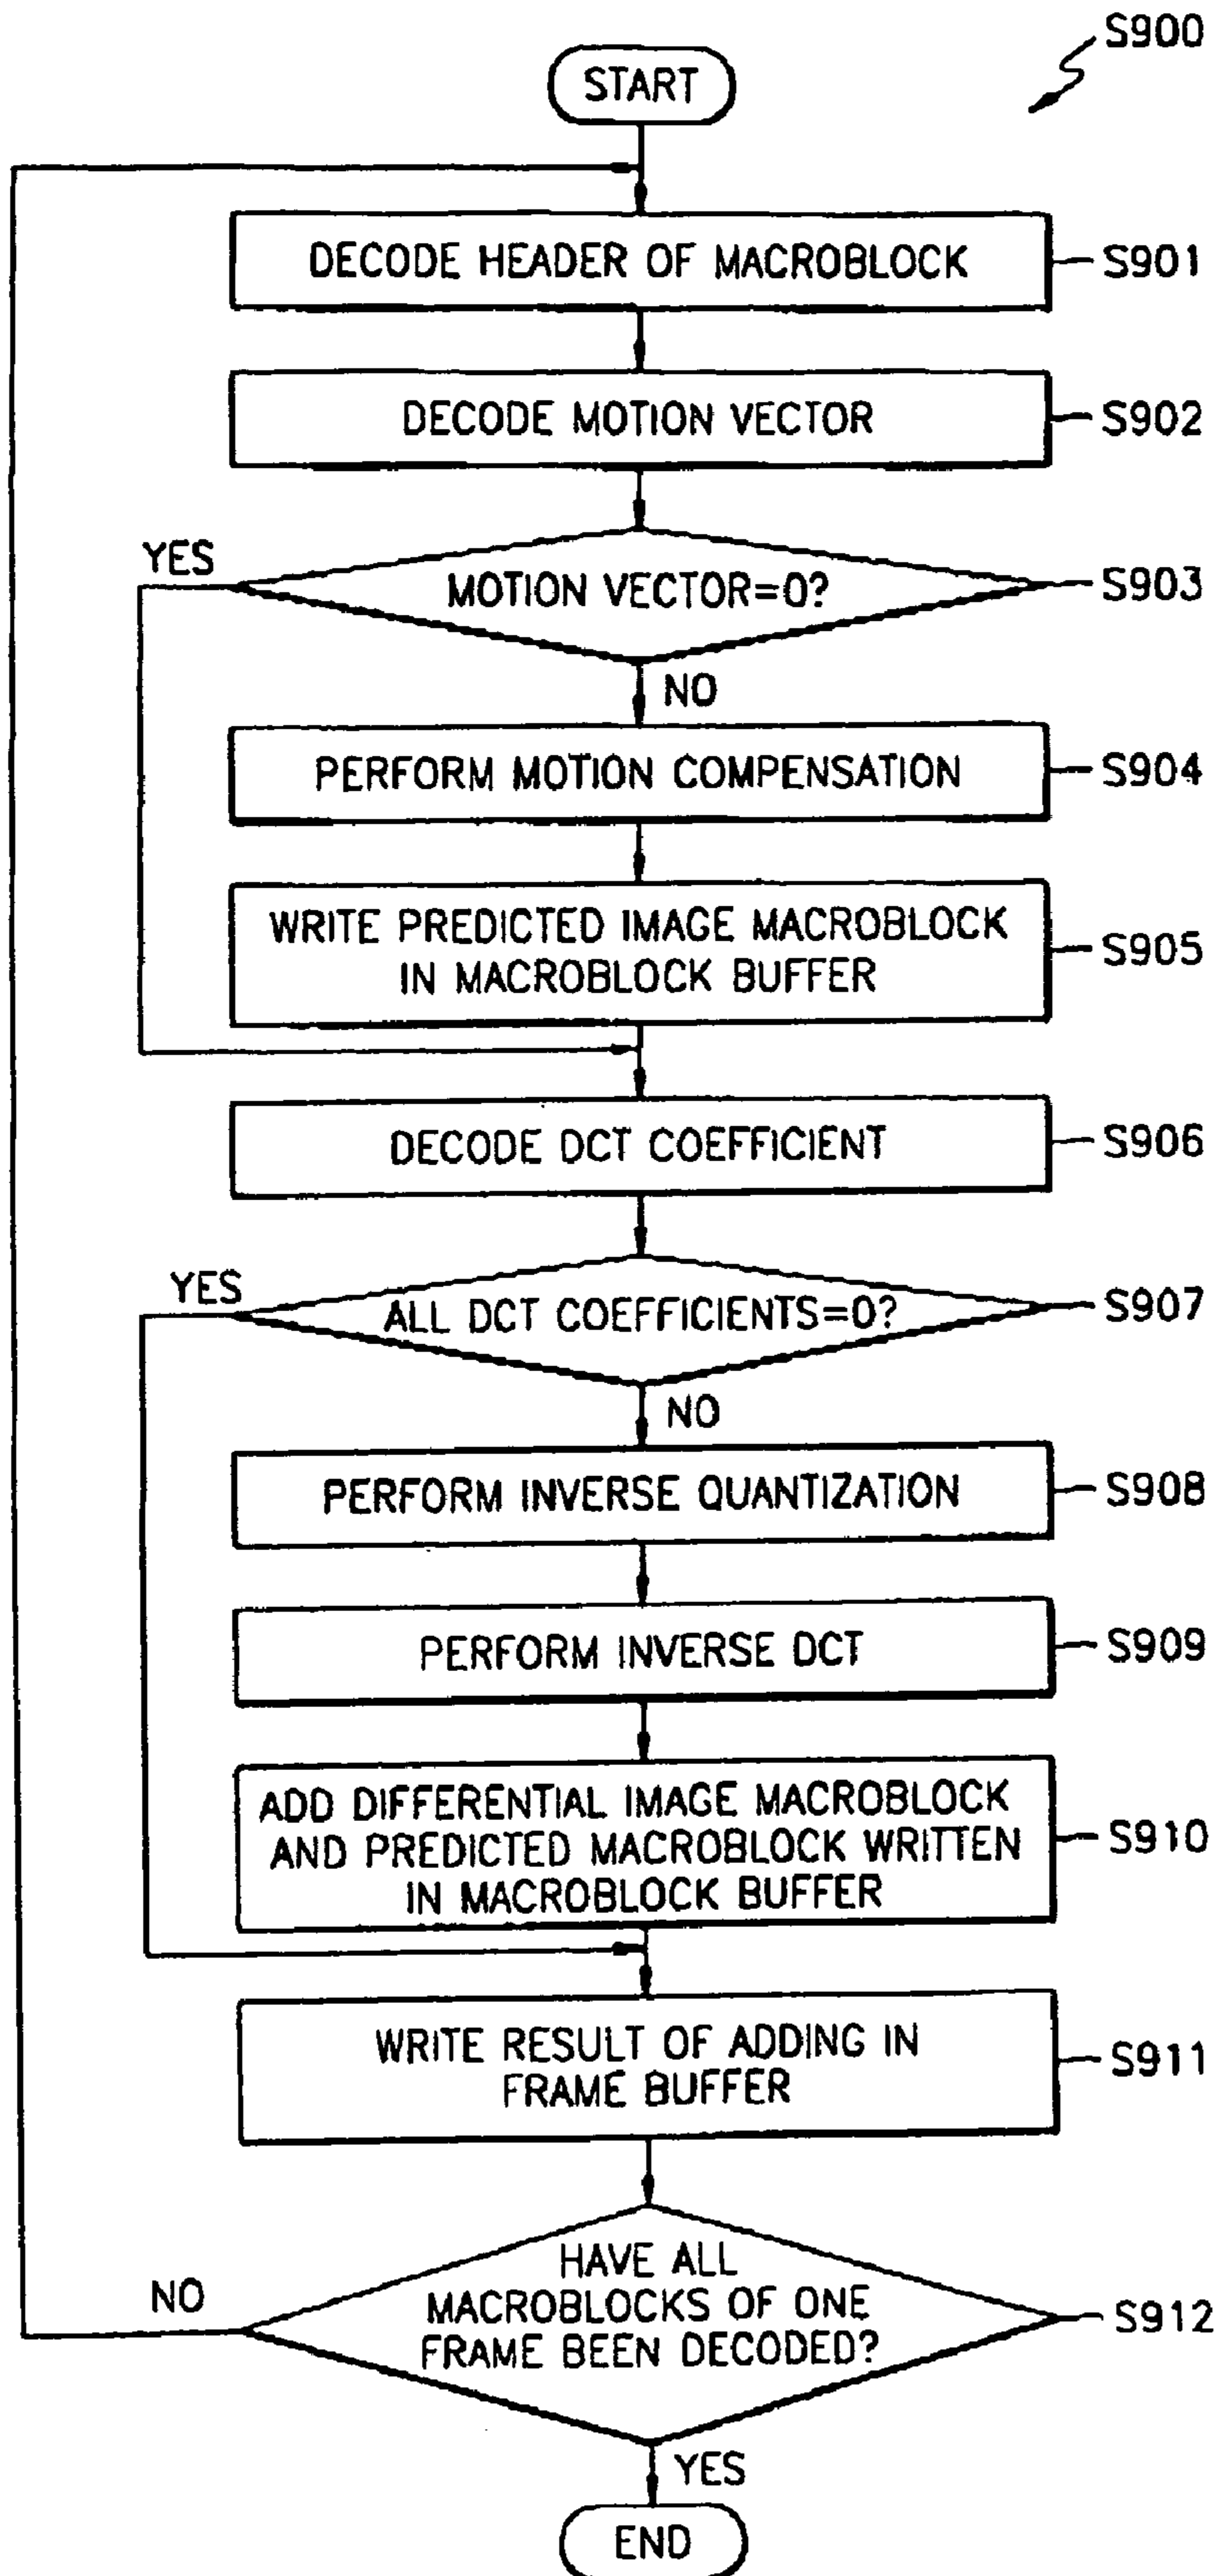 S900
START
DECODE HEADER OF MACROBLOCK
S901
DECODE MOTION VECTOR
S902
YES
MOTION VECTOR=0?
S903
NO
PERFORM MOTION COMPENSATION
S904
WRITE PREDICTED IMAGE MACROBLOCK
IN MACROBLOCK BUFFER
S905
DECODE DCT COEFFICIENT
S906
YES
ALL DCT COEFFICIENTS=0?
S907
NO
PERFORM INVERSE QUANTIZATION
S908
PERFORM INVERSE DCT
S909
ADD DIFFERENTIAL IMAGE MACROBLOCK
AND PREDICTED MACROBLOCK WRITTEN
IN MACROBLOCK BUFFER
S910
WRITE RESULT OF ADDING IN
FRAME BUFFER
S911
NO
HAVE ALL
MACROBLOCKS OF ONE
FRAME BEEN DECODED?
S912
YES
END